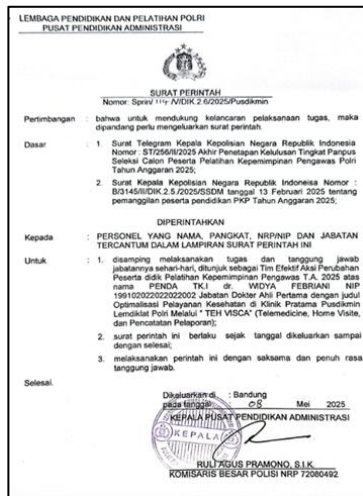 LEMBAGA PENDIDIKAN DAN PELATIHAN POLRI
PUSAT PENDIDIKAN ADMINISTRASI
SURAT PERINTAH
Nomor: Sprin/ /V/DIK.2.6/2025/Pusdikmin
Pertimbangan : bahwa untuk mendukung kelancaran pelaksanaan tugas, maka
dipandang perlu mengeluarkan surat perintah.
Dasar : 1. Surat Telegram Kepala Kepolisian Negara Republik Indonesia
Nomor : ST/256/II/2025 Akhir Penetapan Kelulusan Tingkat Panpus
Seleksi Calon Peserta Pelatihan Kepemimpinan Pengawas Polri
Tahun Anggaran 2025;
2. Surat Kepala Kepolisian Negara Republik Indoneisa Nomor :
B/3145/II/DIK.2.5./2025/SSDM tanggal 13 Februari 2025 tentang
pemanggilan peserta pendidikan PKP Tahun Anggaran 2025;
DIPERINTAHKAN
Kepada : PERSONEL YANG NAMA, PANGKAT, NRP/NIP DAN JABATAN
TERCANTUM DALAM LAMPIRAN SURAT PERINTAH INI
Untuk : 1. disamping melaksanakan tugas dan tanggung jawab
jabatannya sehari-hari, ditunjuk sebagai Tim Efektif Aksi Perubahan
Peserta didik Pelatihan Kepemimpinan Pengawas T.A. 2025 atas
nama PENDA TK.I dr. WIDYA FEBRIANI NIP
199102022022022002 Jabatan Dokter Ahli Pertama dengan judul
Optimalisasi Pelayanan Kesehatan di Klinik Pratama Pusdikmin
Lemdiklat Polri Melalui " TEH VISCA" (Telemedicine, Home Visite,
dan Pencatatan Pelaporan);
2. surat perintah ini berlaku sejak tanggal dikeluarkan sampai
dengan selesai;
3. melaksanakan perintah ini dengan saksama dan penuh rasa
tanggung jawab.
Selesai.
Dikeluarkan di : Bandung
pada tanggal : 08 Mei 2025
KEPALA PUSAT PENDIDIKAN ADMINISTRASI
KEPALA
RULI AGUS PRAMONO, S.I.K.
KOMISARIS BESAR POLISI NRP 72080492